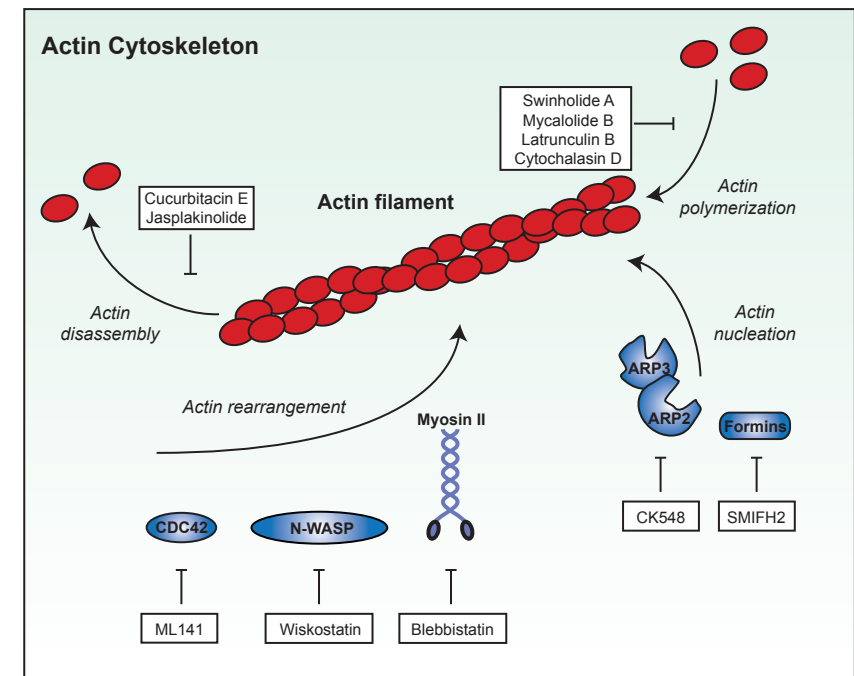 Actin Cytoskeleton
Swinholide A
Mycalolide B
Latrunculin B
Cytochalasin D
Actin
polymerization
Cucurbitacin E
Jasplakinolide
Actin filament
Actin
disassembly
Actin
nucleation
ARP3
ARP2
Formins
Actin rearrangement
Myosin II
CK548
SMIFH2
CDC42
N-WASP
ML141
Wiskostatin
Blebbistatin